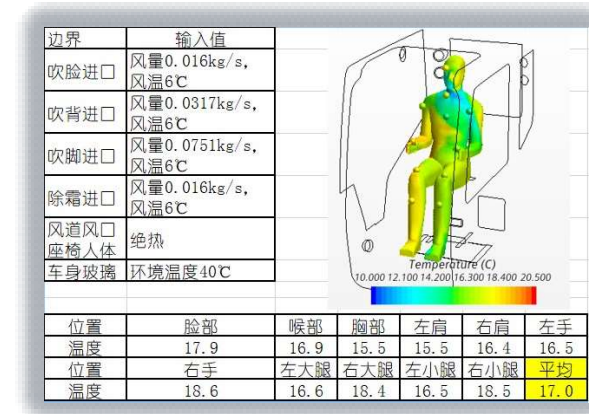 边界 输入值
吹脸进口 风量0.016kg/s,
风温6℃
吹背进口 风量0.0317kg/s,
风温6℃
吹脚进口 风量0.0751kg/s,
风温6℃
除霜进口 风量0.016kg/s,
风温6℃
风道风口
座椅人体 绝热
车身玻璃 环境温度40℃
Temperature (C)
10.000 12.100 14.200 16.300 18.400 20.500
位置 脸部 喉部 胸部 左肩 右肩 左手
温度 17.9 16.9 15.5 15.5 16.4 16.5
位置 右手 左大腿 右大腿 左小腿 右小腿 平均
温度 18.6 16.6 18.4 16.5 18.5 17.0